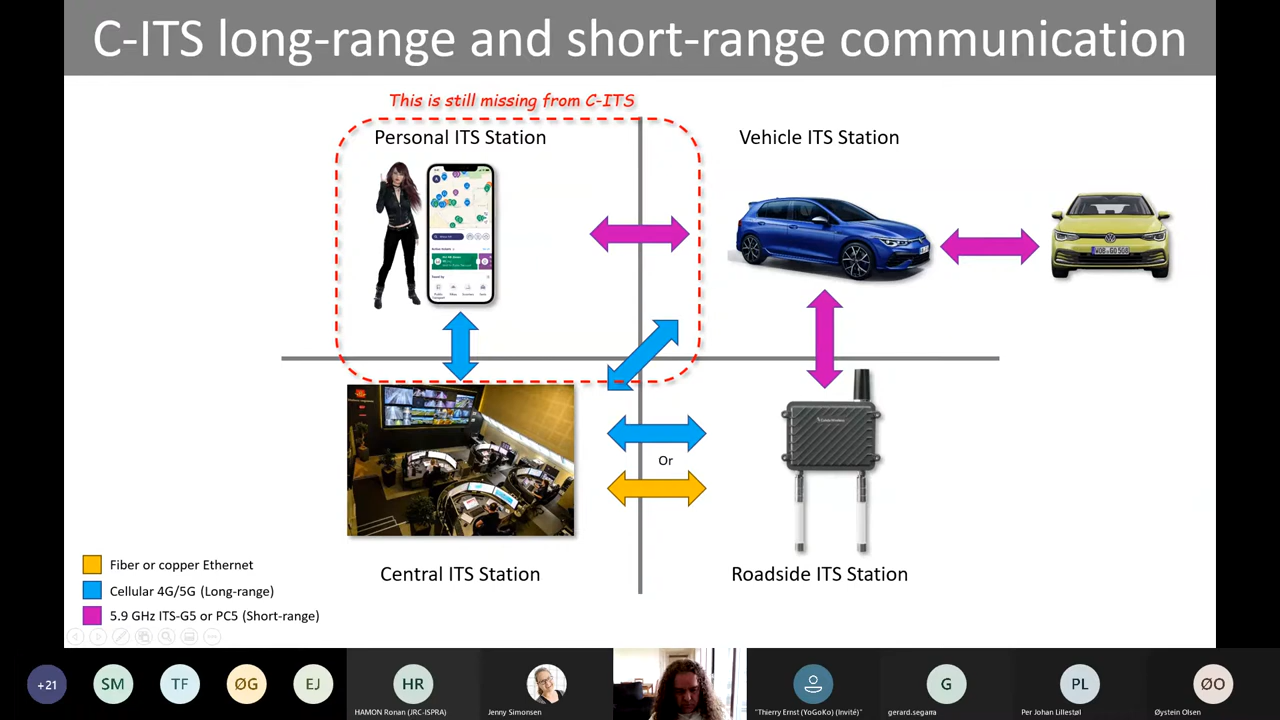 C-ITS long-range and short-range communication
This is still missing from C-ITS
Personal ITS Station
Vehicle ITS Station
Or
Central ITS Station
Roadside ITS Station
Fiber or copper Ethernet
Cellular 4G/5G (Long-range)
5.9 GHz ITS-G5 or PC5 (Short-range)
+21
SM
TF
ØG
EJ
HR
HAMON Ronan (JRC-ISPRA)
Jenny Simonsen
"Thierry Ernst (YoGoKo) (Invité)"
G
gerard.segarra
PL
Per Johan Lillestøl
ØO
Øystein Olsen